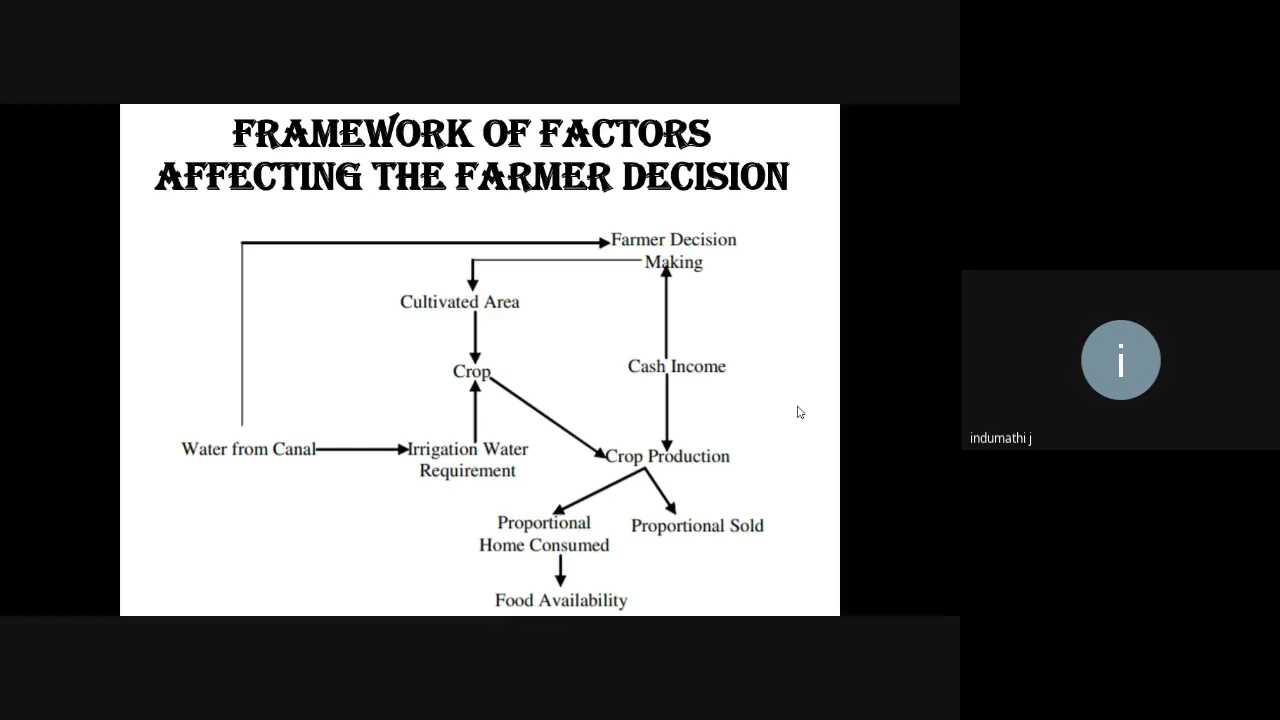 FRAMEWORK OF FACTORS
AFFECTING THE FARMER DECISION
Farmer Decision
Making
Cultivated Area
Crop
Cash Income
Water from Canal
Irrigation Water
Requirement
Crop Production
Proportional
Home Consumed
Proportional Sold
Food Availability
i
indumathi j